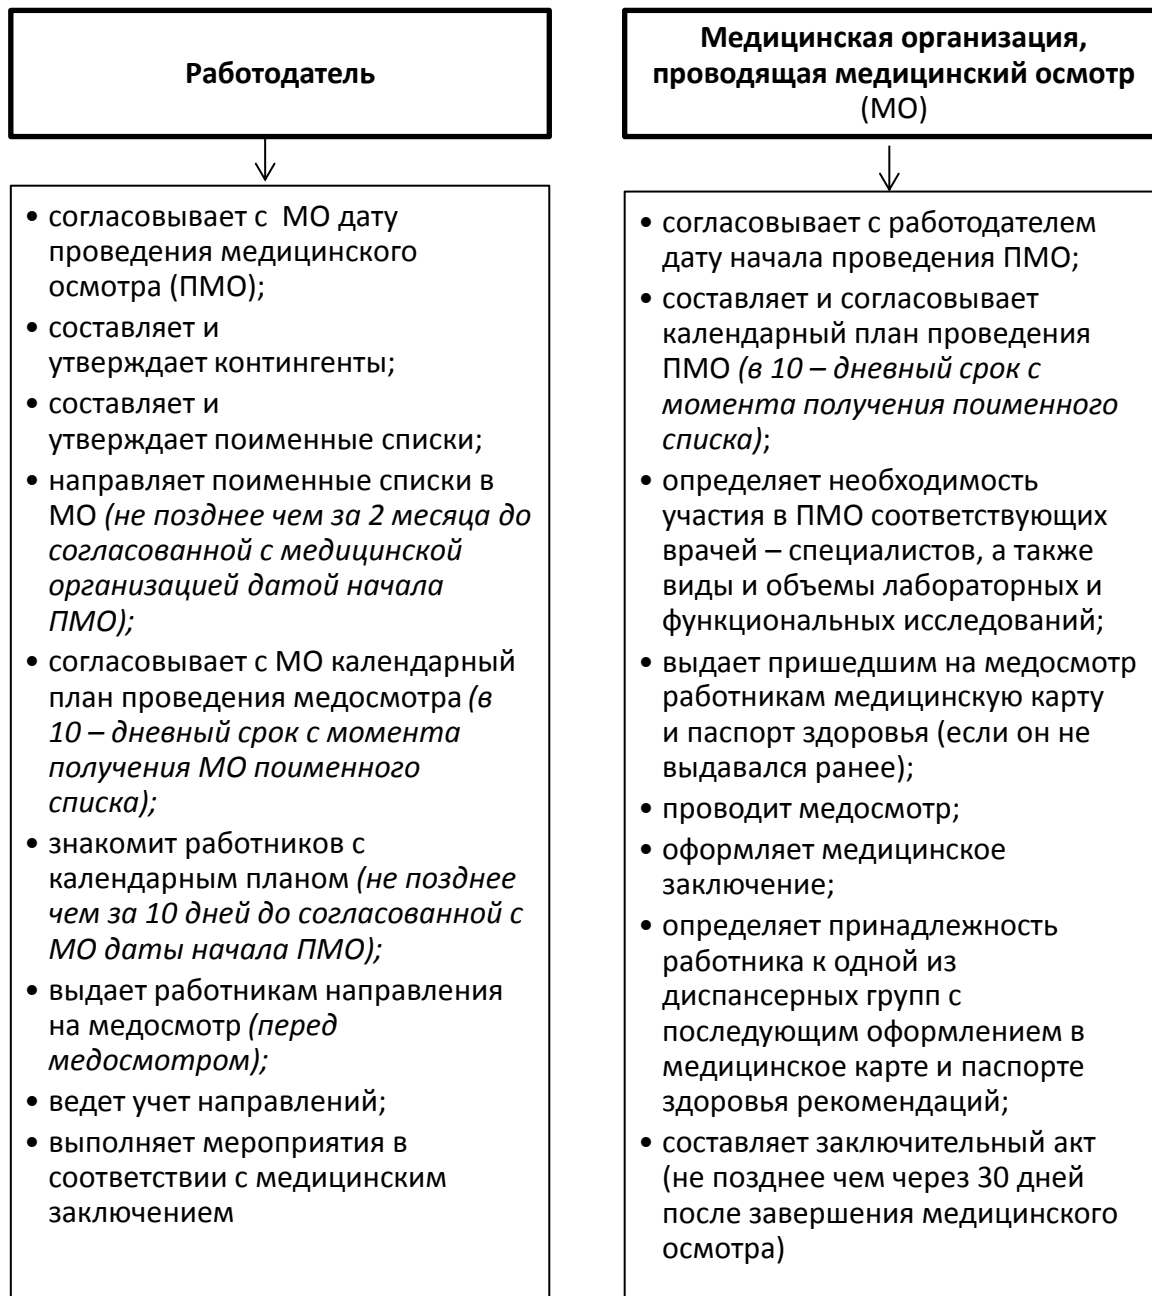 Работодатель
• согласовывает с  МО дату
проведения медицинского
осмотра (ПМО);
• составляет и
утверждает контингенты;
• составляет и
утверждает поименные списки;
• направляет поименные списки в
МО (не позднее чем за 2 месяца до
согласованной с медицинской
организацией датой начала
ПМО);
• согласовывает с МО календарный
план проведения медосмотра (в
10 – дневный срок с момента
получения МО поименного
списка);
• знакомит работников с
календарным планом (не позднее
чем за 10 дней до согласованной с
МО даты начала ПМО);
• выдает работникам направления
на медосмотр (перед
медосмотром);
• ведет учет направлений;
• выполняет мероприятия в
соответствии с медицинским
заключением
Медицинская организация,
проводящая медицинский осмотр
(МО)
• согласовывает с работодателем
дату начала проведения ПМО;
• составляет и согласовывает
календарный план проведения
ПМО (в 10 – дневный срок с
момента получения поименного
списка);
• определяет необходимость
участия в ПМО соответствующих
врачей – специалистов, а также
виды и объемы лабораторных и
функциональных исследований;
• выдает пришедшим на медосмотр
работникам медицинскую карту
и паспорт здоровья (если он не
выдавался ранее);
• проводит медосмотр;
• оформляет медицинское
заключение;
• определяет принадлежность
работника к одной из
диспансерных групп с
последующим оформлением в
медицинское карте и паспорте
здоровья рекомендаций;
• составляет заключительный акт
(не позднее чем через 30 дней
после завершения медицинского
осмотра)